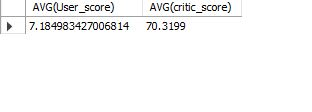 AVG(User_score) AVG(critic_score)
7.184983427006814 70.3199